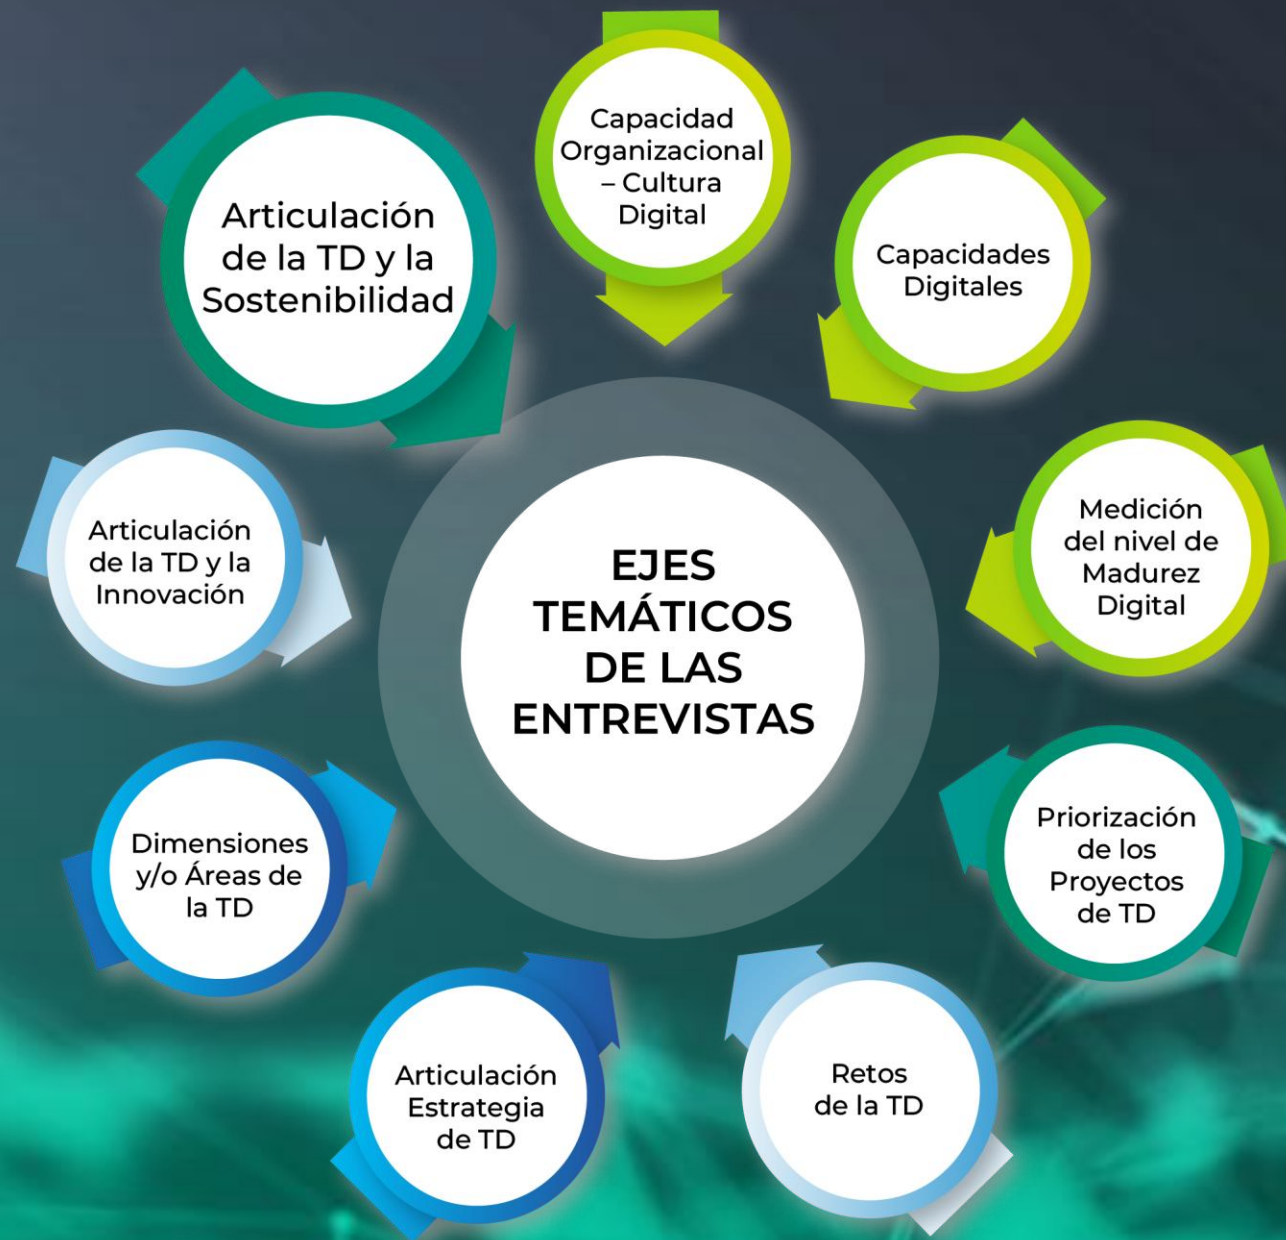 Capacidad
Organizacional
– Cultura
Digital
Capacidades
Digitales
Medición
del nivel de
Madurez
Digital
Priorización
de los
Proyectos
de TD
Retos
de la TD
Articulación
Estrategia
de TD
Dimensiones
y/o Áreas de
la TD
Articulación
de la TD y la
Innovación
Articulación
de la TD y la
Sostenibilidad
EJES
TEMÁTICOS
DE LAS
ENTREVISTAS